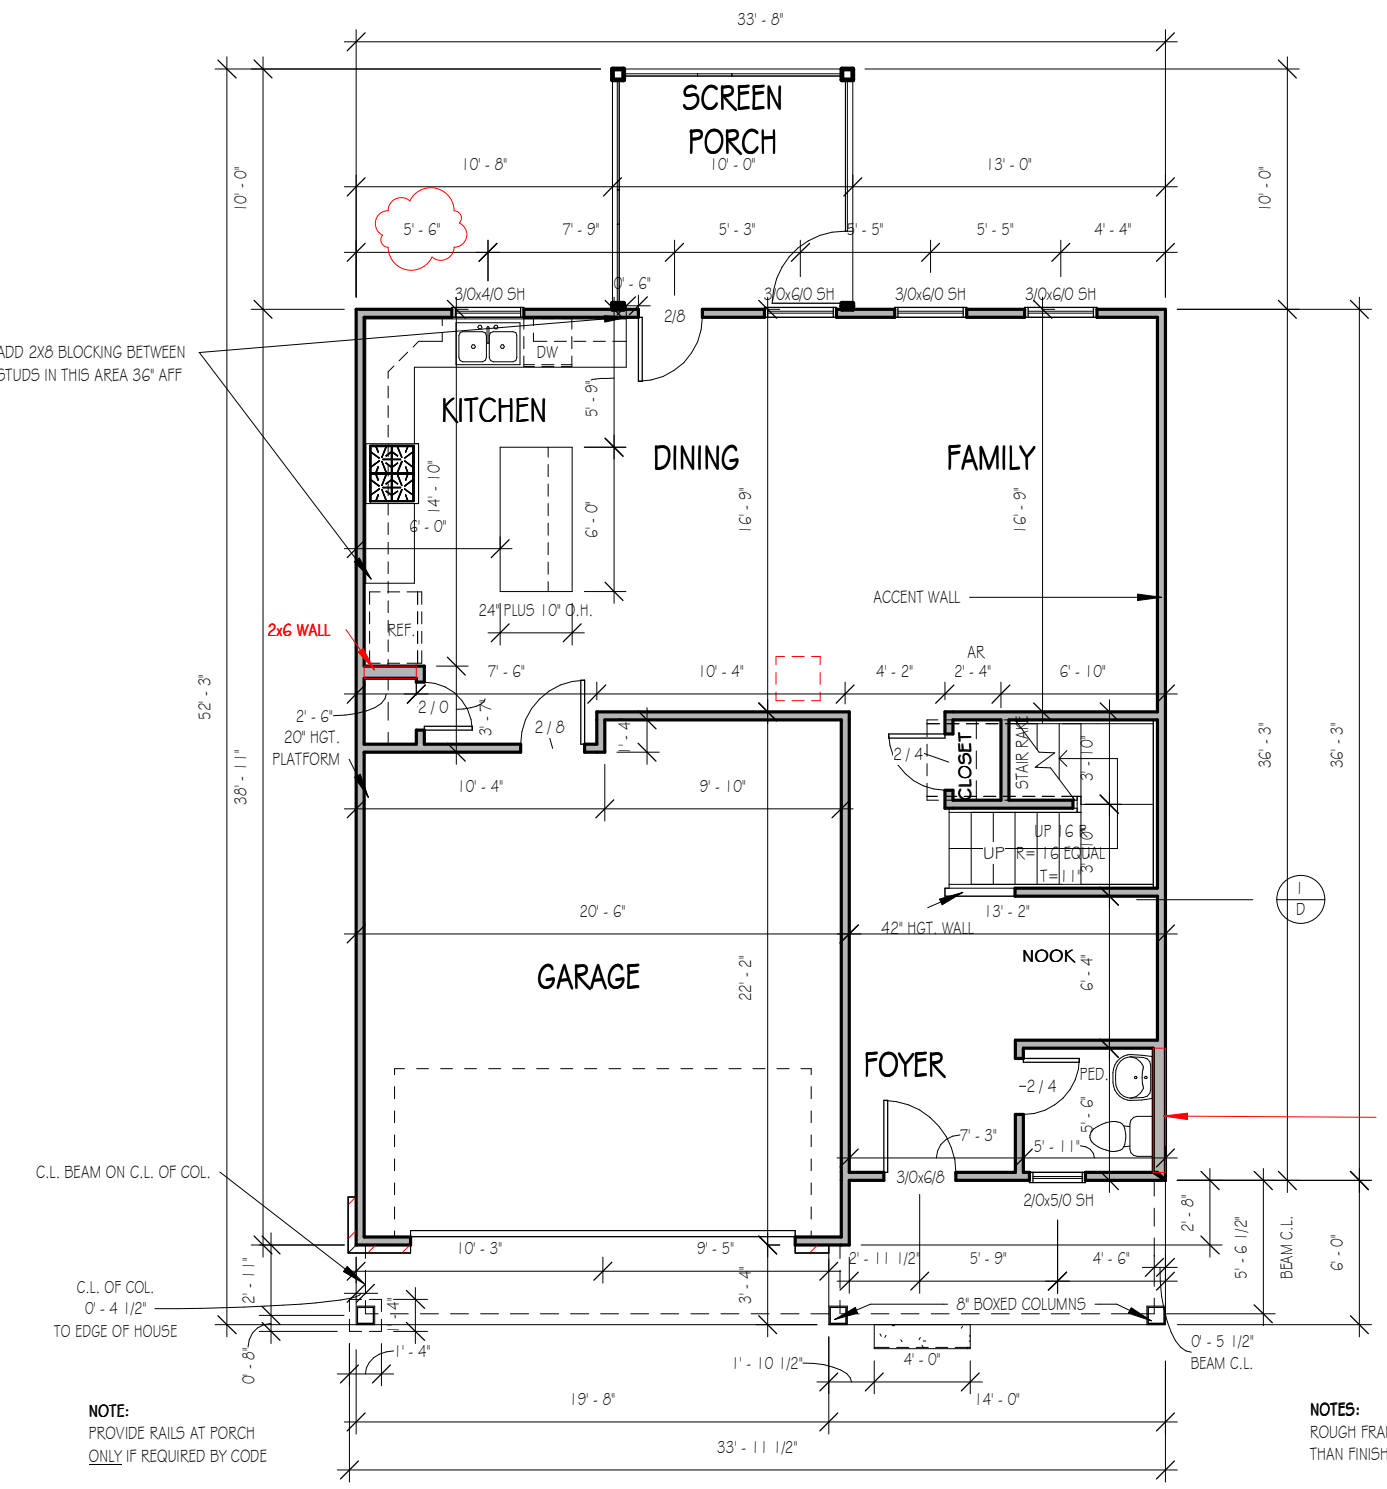 33' - 8"
SCREEN
PORCH
10' - 8"
10' - 0"
13' - 0"
10' - 0"
10' - 0"
5' - 6"
7' - 9"
5' - 3"
5' - 5"
5' - 5"
4' - 4"
0' - 6"
3/0x4/0 SH
2/8
3/0x6/0 SH
3/0x6/0 SH
3/0x6/0 SH
ADD 2X8 BLOCKING BETWEEN
STUDS IN THIS AREA 36" AFF
DW
KITCHEN
5' - 9"
DINING
FAMILY
14' - 10"
6' - 0"
6' - 0"
16' - 9"
16' - 9"
ACCENT WALL
24" PLUS 10" O.H.
2x6 WALL
REF.
AR
7' - 6"
10' - 4"
4' - 2"
2' - 4"
6' - 10"
52' - 3"
38' - 11"
2' - 6"
20" HGT.
PLATFORM
2 / 0
3' - 7"
2 / 8
1' - 4"
2 / 4
CLOSET
STAIR RAIL
3' - 10"
36' - 3"
36' - 3"
10' - 4"
9' - 10"
UP 16 R
UP
R= 16 EQUAL
T= 11"
3' - 10"
1
D
20' - 6"
13' - 2"
42" HGT. WALL
NOOK
6' - 4"
GARAGE
22' - 2"
FOYER
PED.
2 / 4
5' - 6"
7' - 3"
5' - 11"
C.L. BEAM ON C.L. OF COL.
3/0x6/8
2/0x5/0 SH
2' - 8"
5' - 6 1/2"
BEAM C.L.
6' - 0"
10' - 3"
9' - 5"
2' - 11 1/2"
5' - 9"
4' - 6"
2' - 11"
3' - 4"
C.L. OF COL.
0' - 4 1/2"
TO EDGE OF HOUSE
8" BOXED COLUMNS
0' - 8"
1' - 4"
1' - 10 1/2"
4' - 0"
0' - 5 1/2"
BEAM C.L.
19' - 8"
14' - 0"
NOTE:
PROVIDE RAILS AT PORCH
ONLY IF REQUIRED BY CODE
33' - 11 1/2"
NOTES:
ROUGH
THAN FINISH